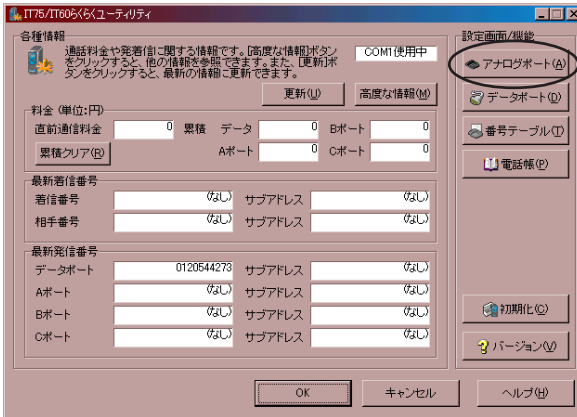 IT75/IT60らくらくユーティリティ
各種情報
通話料金や発着信に関する情報です。[高度な情報]ボタン
をクリックすると、他の情報を参照できます。また、[更新]ボ
タンをクリックすると、最新の情報に更新できます。
COM1使用中
更新(U) 高度な情報(M)
料金 (単位:円)
直前通信料金 0 累積 データ 0 Bポート 0
累積クリア(R) Aポート 0 Cポート 0
最新着信番号
着信番号 (なし) サブアドレス (なし)
相手番号 (なし) サブアドレス (なし)
最新発信番号
データポート 0120544273 サブアドレス (なし)
Aポート (なし) サブアドレス (なし)
Bポート (なし) サブアドレス (なし)
Cポート (なし) サブアドレス (なし)
設定画面/機能
アナログポート(A)
データポート(D)
番号テーブル(T)
電話帳(P)
初期化(C)
バージョン(V)
OK キャンセル ヘルプ(H)